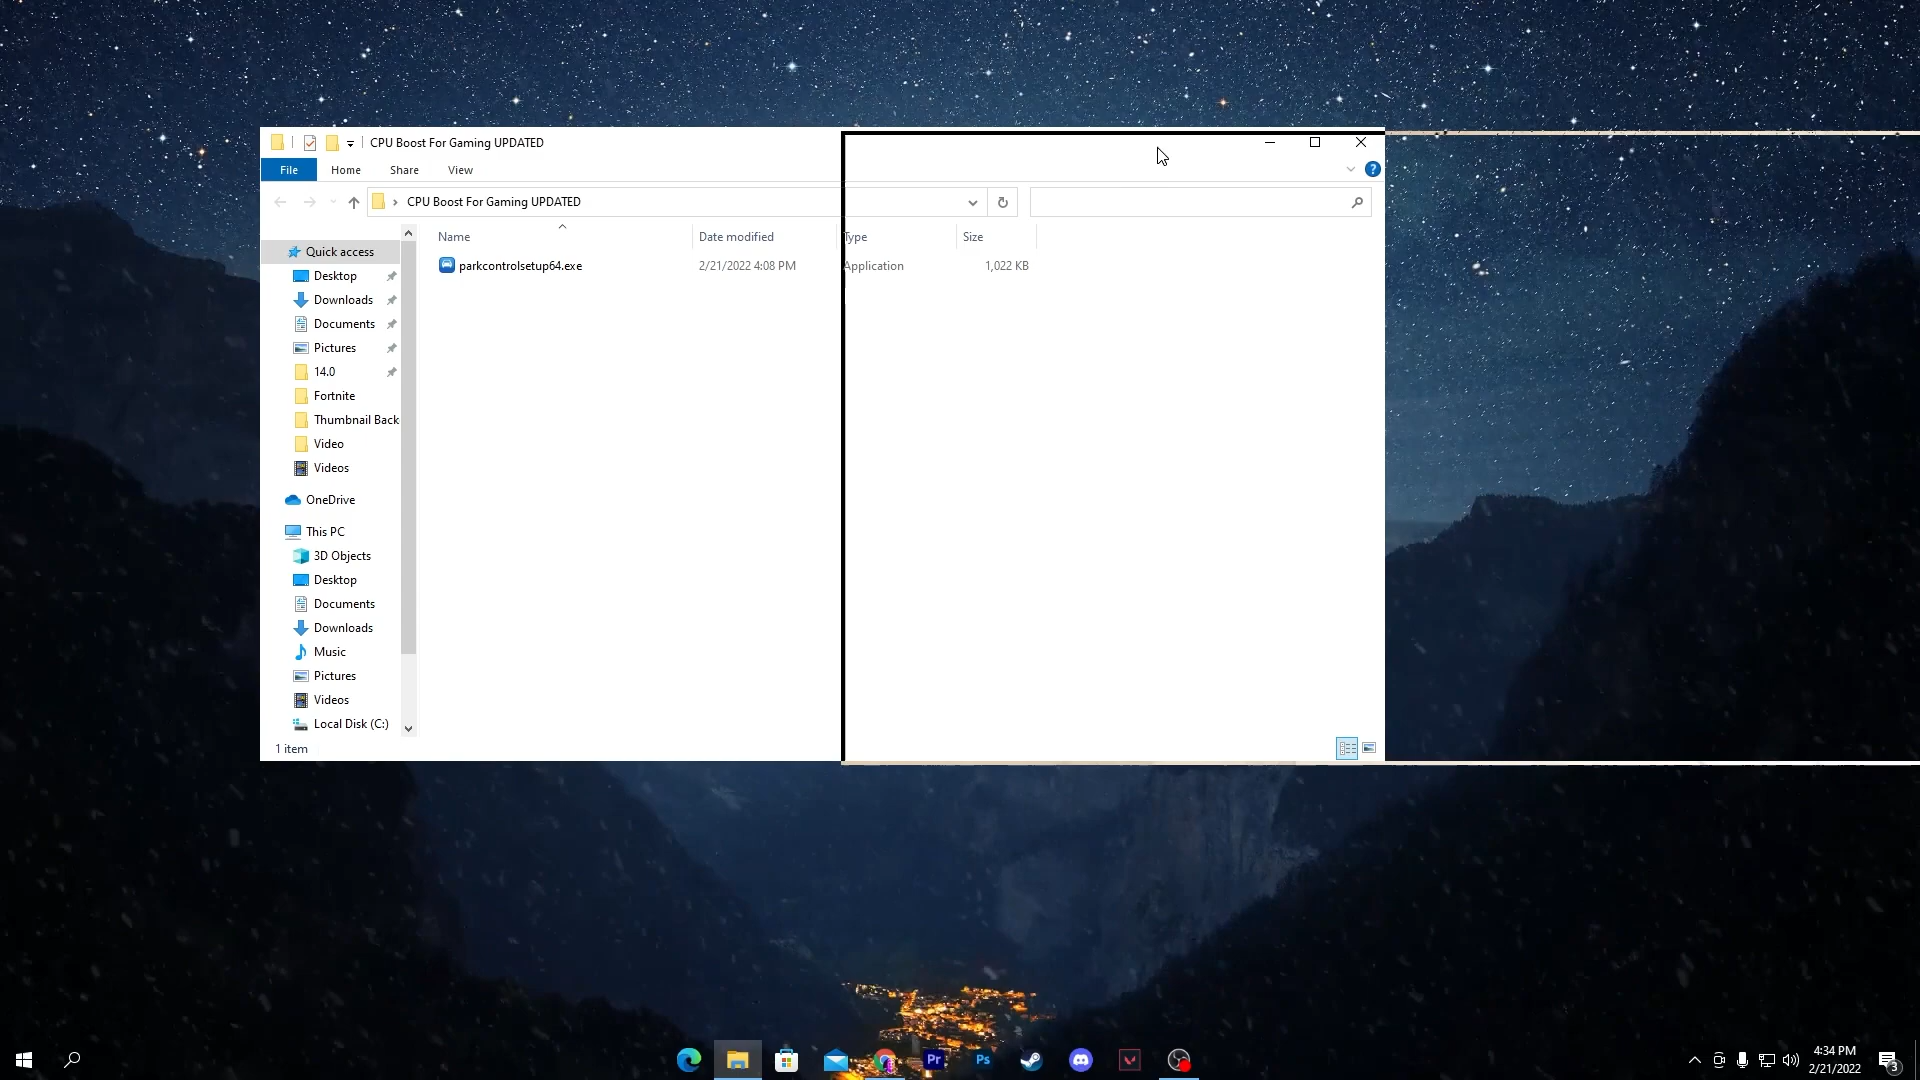 CPU Boost For Gaming UPDATED
File Home Share View
CPU Boost For Gaming UPDATED
Name Date modified Type Size
parkcontrolsetup64.exe 2/21/2022 4:08 PM Application 1,022 KB
Quick access
Desktop
Downloads
Documents
Pictures
14.0
Fortnite
Thumbnail Back
Video
Videos
OneDrive
This PC
3D Objects
Desktop
Documents
Downloads
Music
Pictures
Videos
Local Disk (C:)
1 item
Pr Ps
4:34 PM
2/21/2022
3